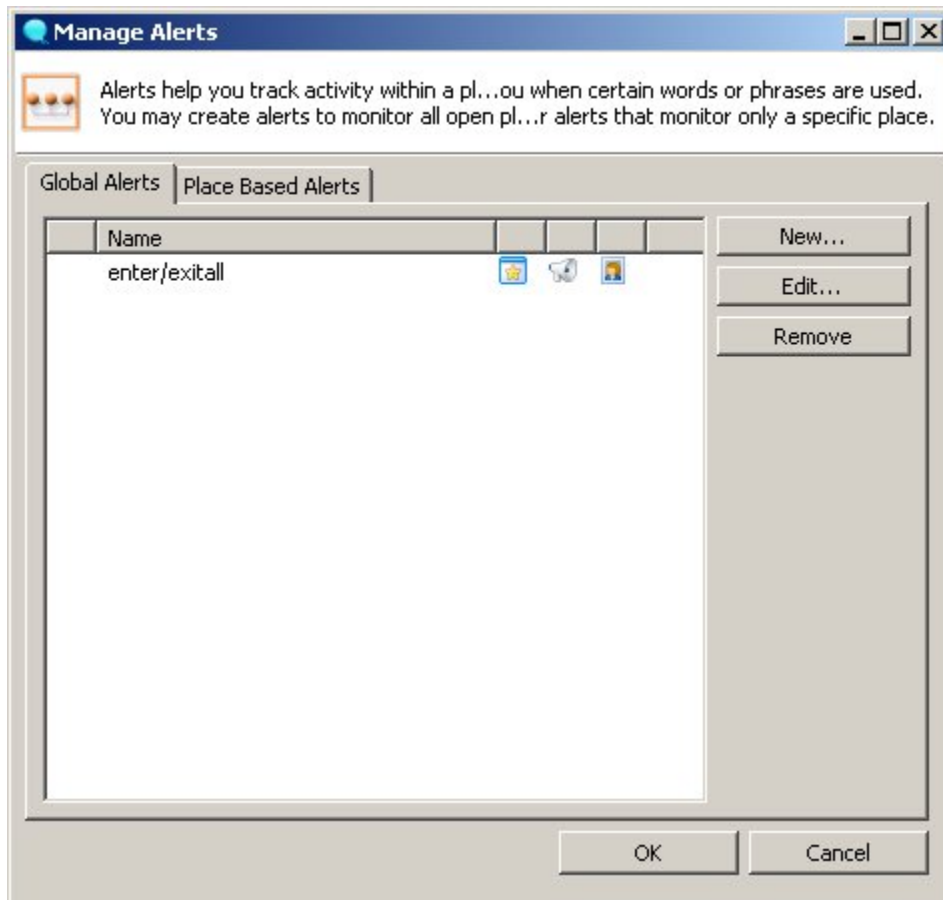 Manage Alerts
Alerts help you track activity within a pl...ou when certain words or phrases are used.
You may create alerts to monitor all open pl...r alerts that monitor only a specific place.
Global Alerts
Place Based Alerts
Name
New...
enter/exitall
Edit...
Remove
OK
Cancel